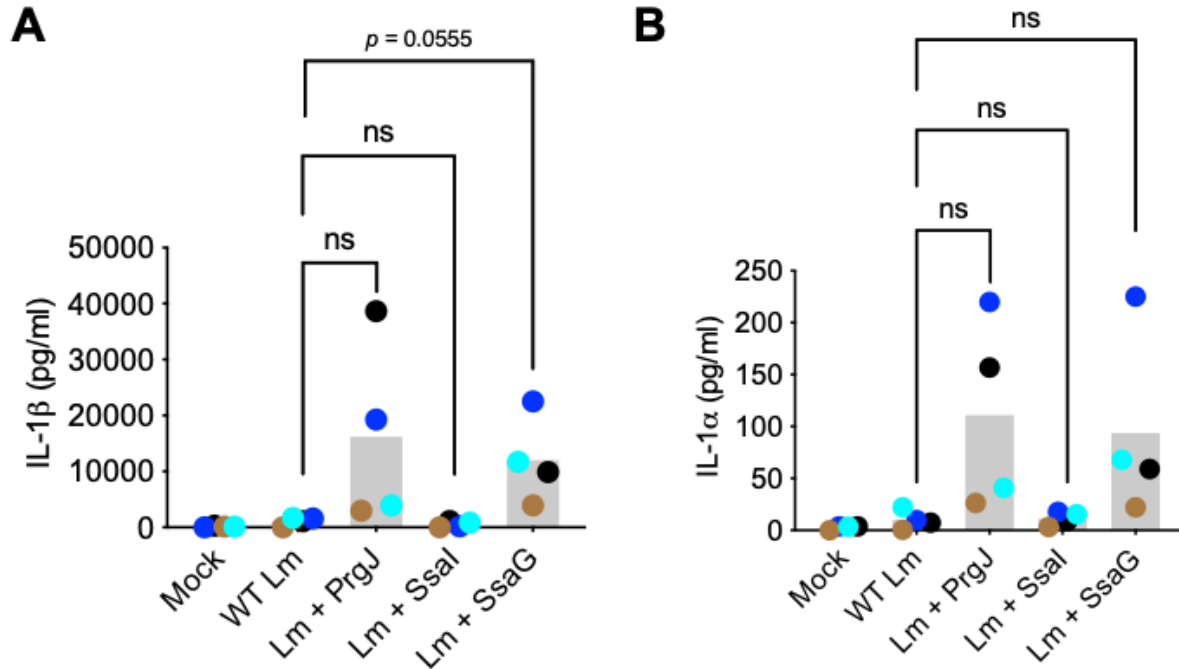 A
p = 0.0555
ns
ns
50000
40000
30000
20000
10000
0
IL-1β (pg/ml)
Mock
WT Lm
Lm + PrgJ
Lm + SsaI
Lm + SsaG
B
ns
ns
ns
250
200
150
100
50
0
IL-1α (pg/ml)
Mock
WT Lm
Lm + PrgJ
Lm + SsaI
Lm + SsaG